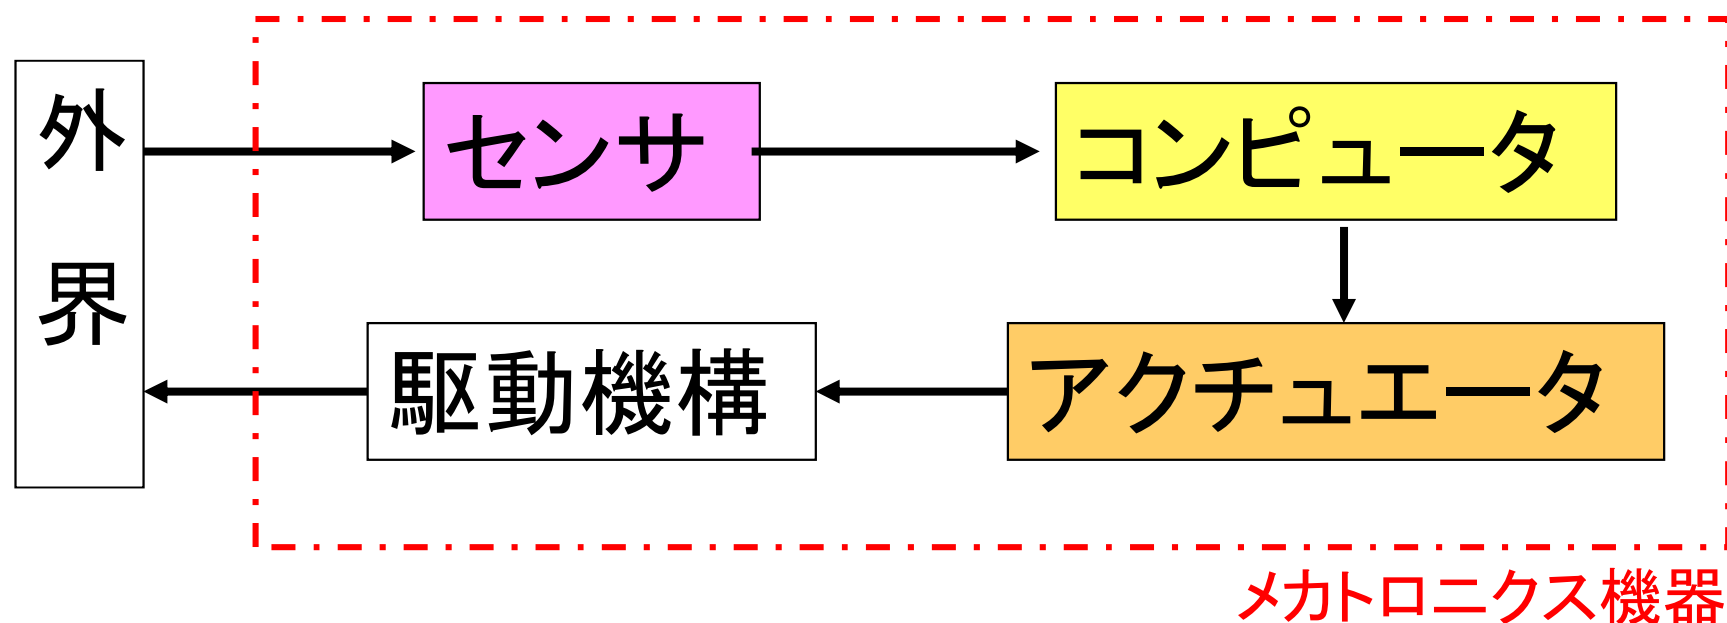 外界
センサ
コンピュータ
駆動機構
アクチュエータ
メカトロニクス機器